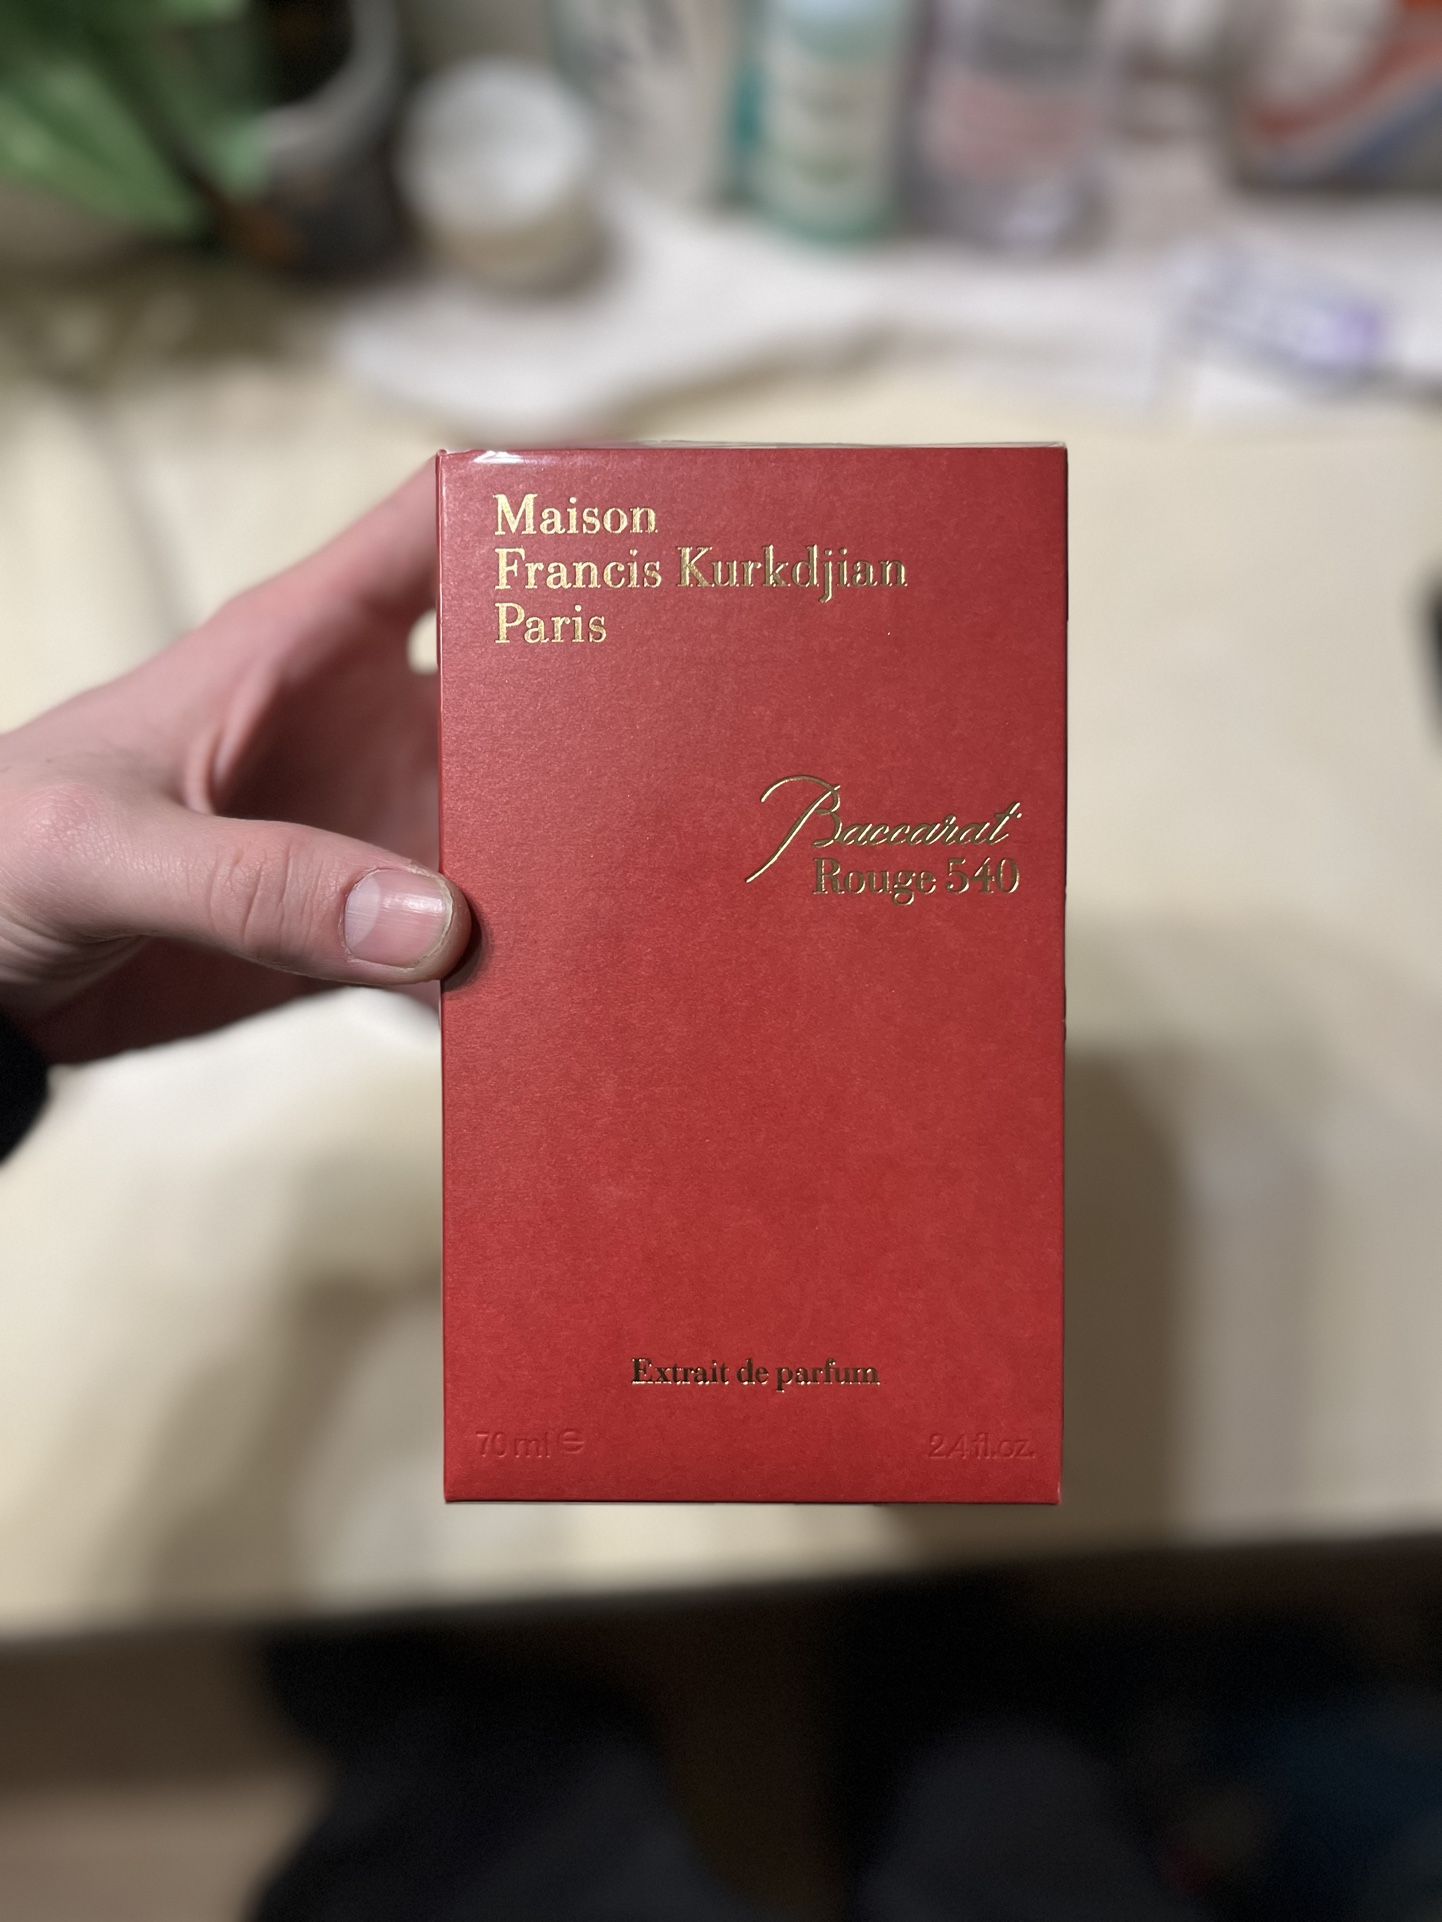 Maison
Francis Kurkdjian
Paris
Baccarat
Rouge 540
Extrait de parfum
70 ml ℮
2.4 fl.oz.